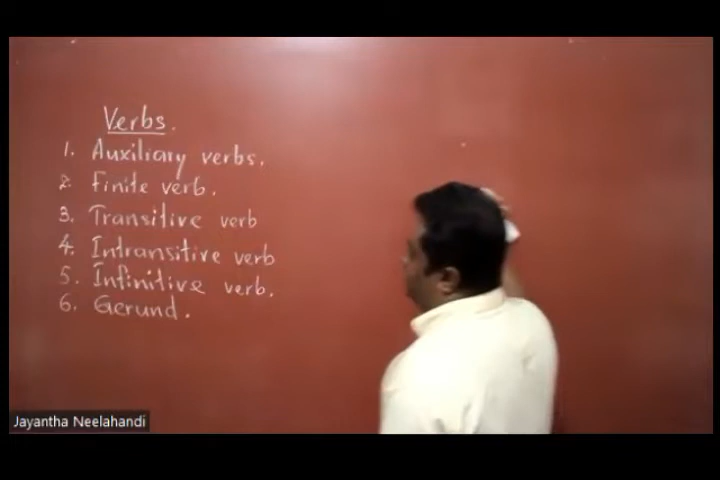 Verbs.
1. Auxiliary verbs.
2. Finite verb.
3. Transitive verb
4. Intransitive verb
5. Infinitive verb.
6. Gerund.
Jayantha Neelahandi